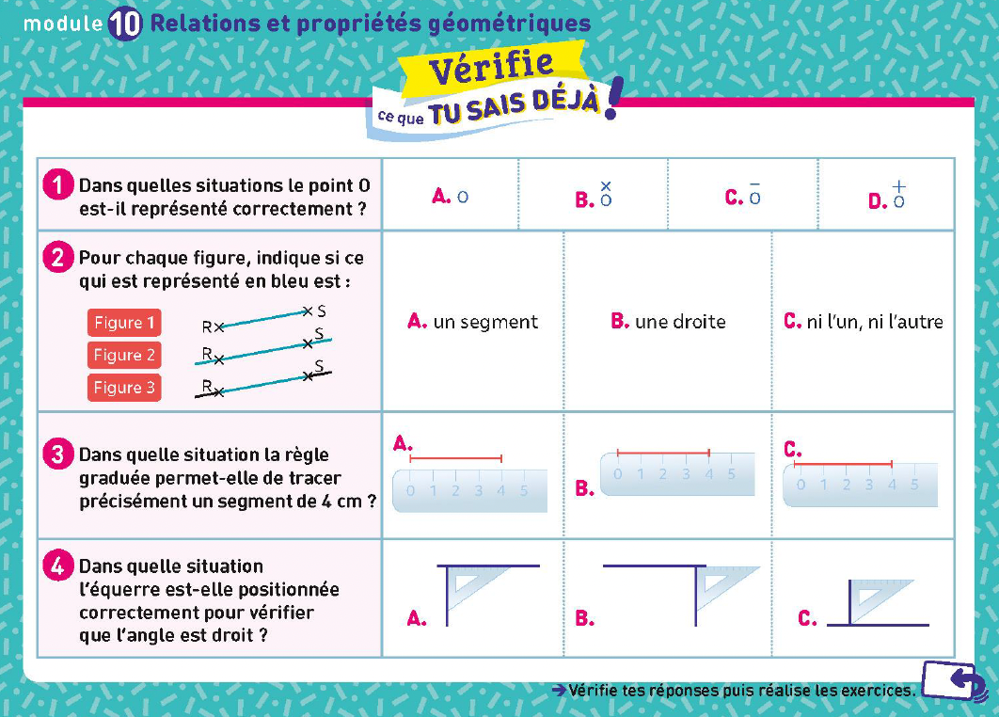 module 10 Relations et propriétés géométriques
Vérifie
ce que TU SAIS DÉJÀ !
1 Dans quelles situations le point O
est-il représenté correctement ?
A. O
B. × O
C. – O
D. + O
2 Pour chaque figure, indique si ce
qui est représenté en bleu est :
Figure 1
R× × S
Figure 2
R× × S
Figure 3
R× × S
A. un segment
B. une droite
C. ni l'un, ni l'autre
3 Dans quelle situation la règle
graduée permet-elle de tracer
précisément un segment de 4 cm ?
A.
0 1 2 3 4 5
B.
0 1 2 3 4 5
C.
0 1 2 3 4 5
4 Dans quelle situation
l'équerre est-elle positionnée
correctement pour vérifier
que l'angle est droit ?
A.
B.
C.
→ Vérifie tes réponses puis réalise les exercices.